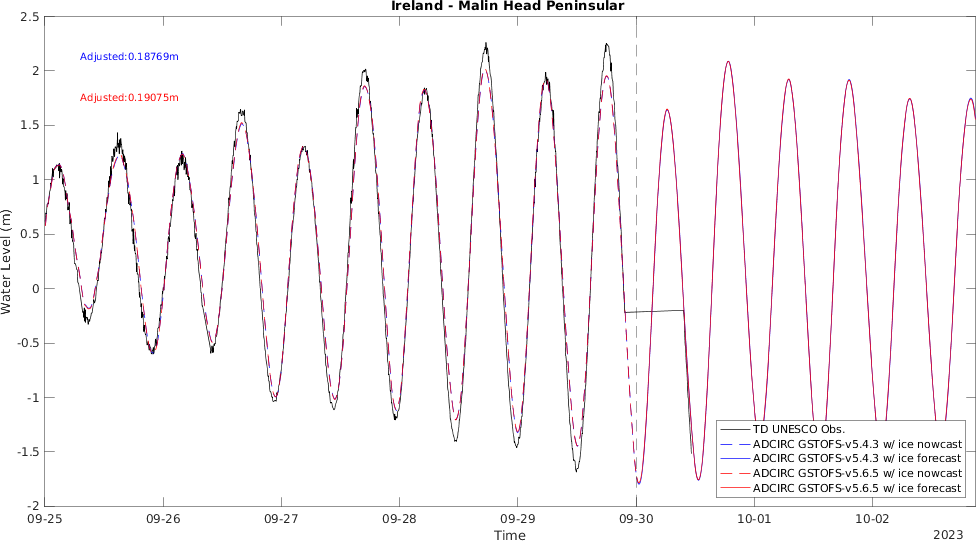 Ireland - Malin Head Peninsular
2.5
2
1.5
1
0.5
0
-0.5
-1
-1.5
-2
Water Level (m)
Adjusted:0.18769m
Adjusted:0.19075m
TD UNESCO Obs.
ADCIRC GSTOFS-v5.4.3 w/ ice nowcast
ADCIRC GSTOFS-v5.4.3 w/ ice forecast
ADCIRC GSTOFS-v5.6.5 w/ ice nowcast
ADCIRC GSTOFS-v5.6.5 w/ ice forecast
09-25 09-26 09-27 09-28 09-29 09-30 10-01 10-02
Time
2023